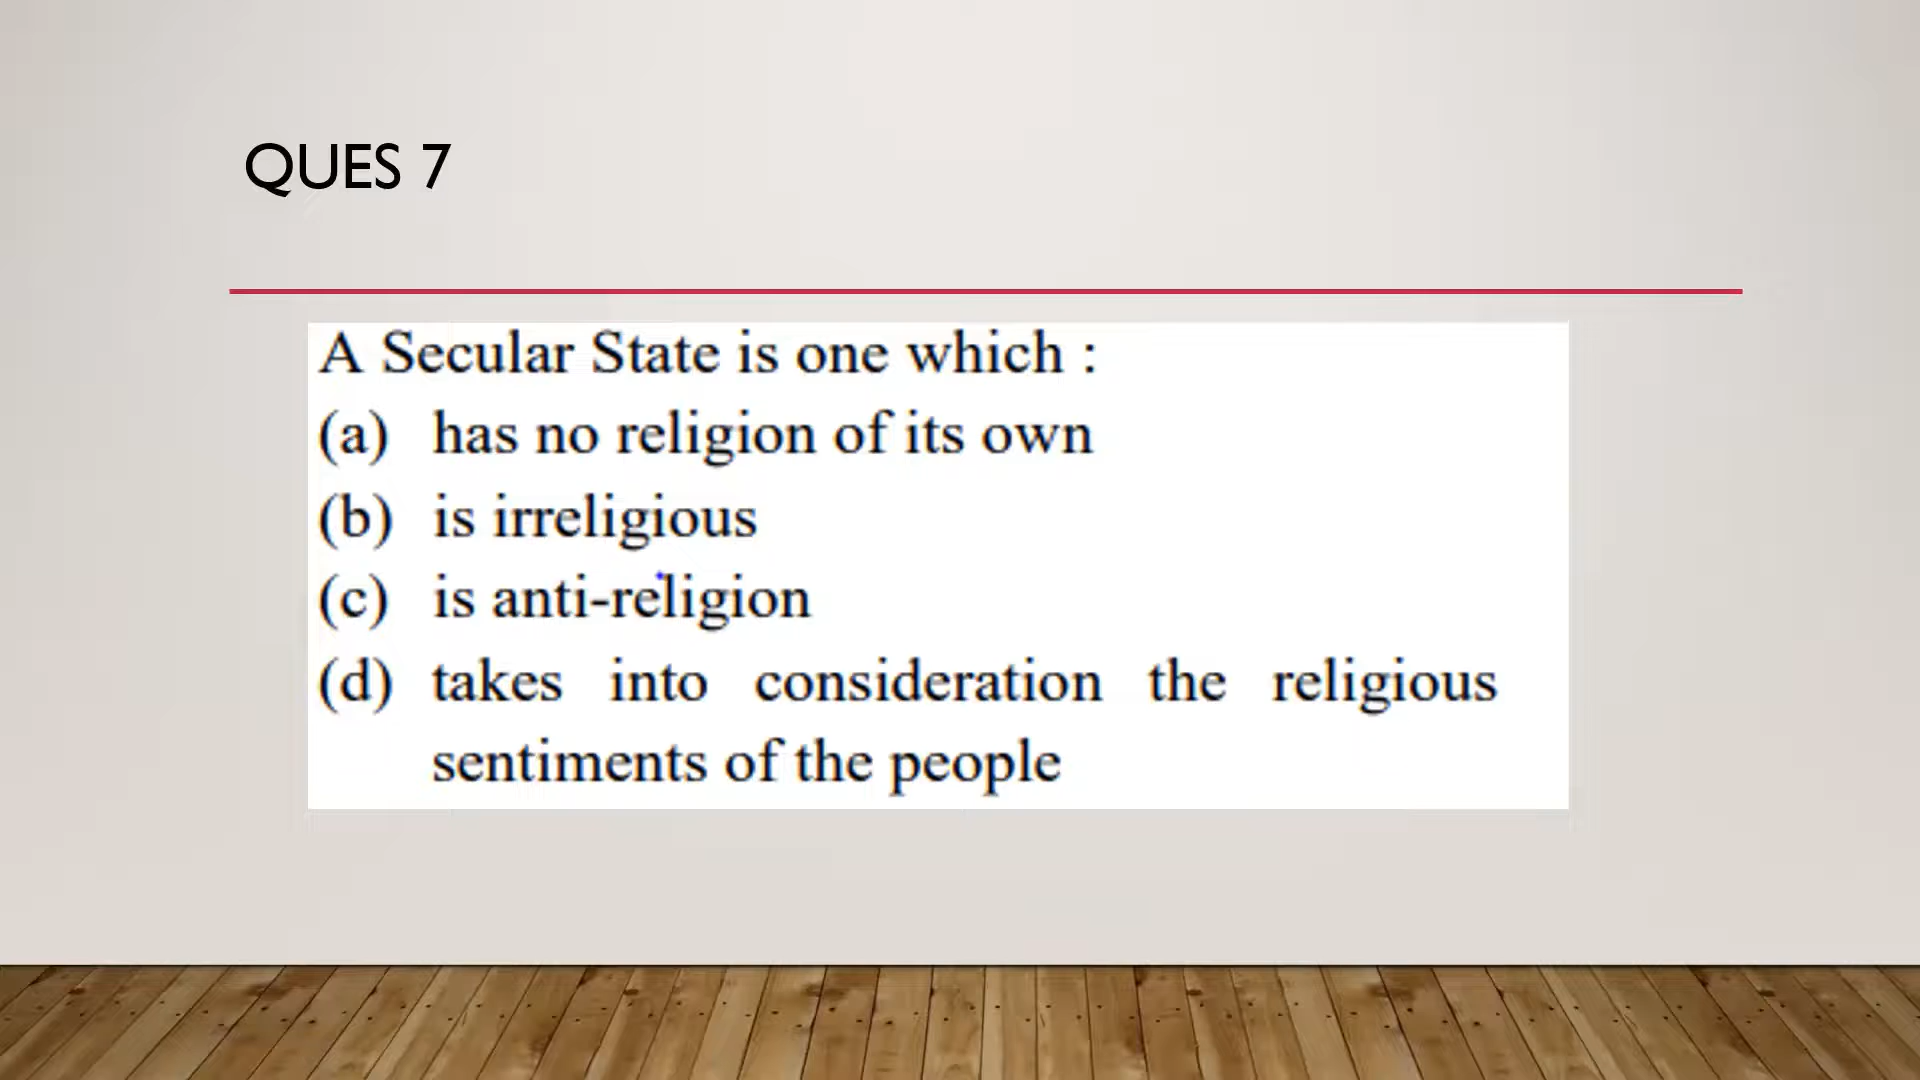 QUES 7
A Secular State is one which :
(a) has no religion of its own
(b) is irreligious
(c) is anti-religion
(d) takes into consideration the religious
sentiments of the people